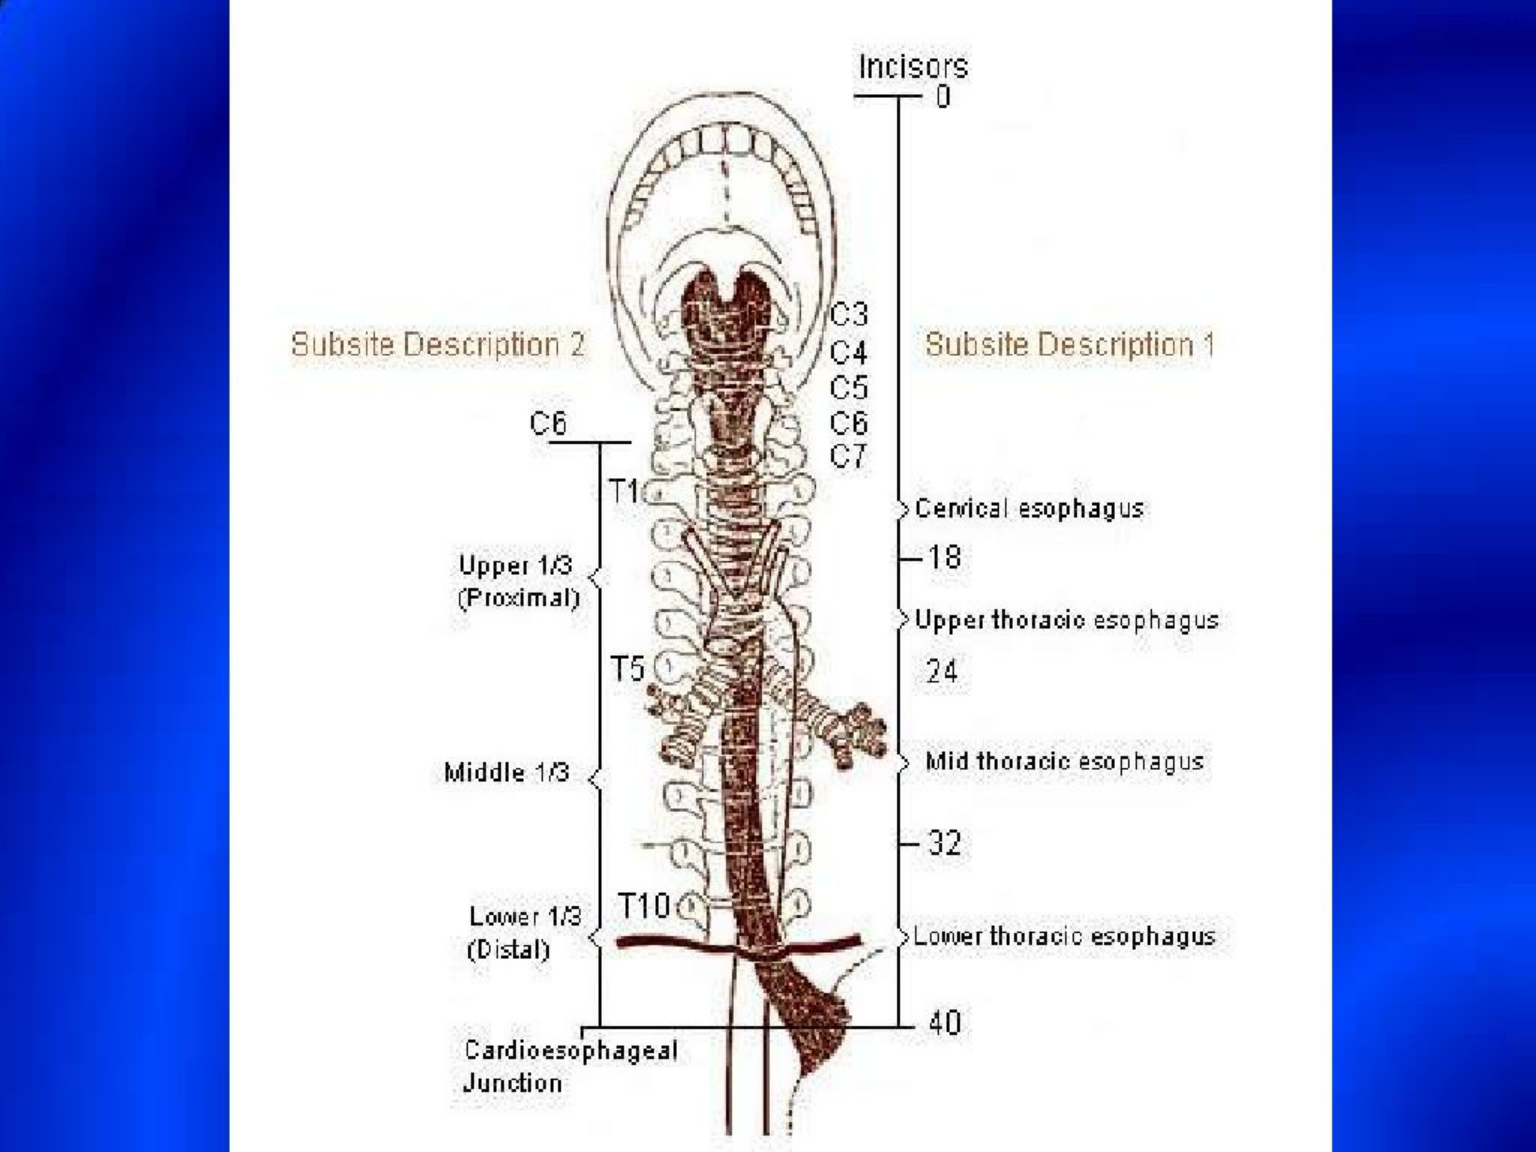 Incisors
0
C3
Subsite Description 2
Subsite Description 1
C4
C5
C6
C6
C7
T1
Cervical esophagus
18
Upper 1/3
(Proximal)
Upper thoracic esophagus
T5
24
Mid thoracic esophagus
Middle 1/3
32
T10
Lower 1/3
(Distal)
Lower thoracic esophagus
40
Cardioesophageal
Junction